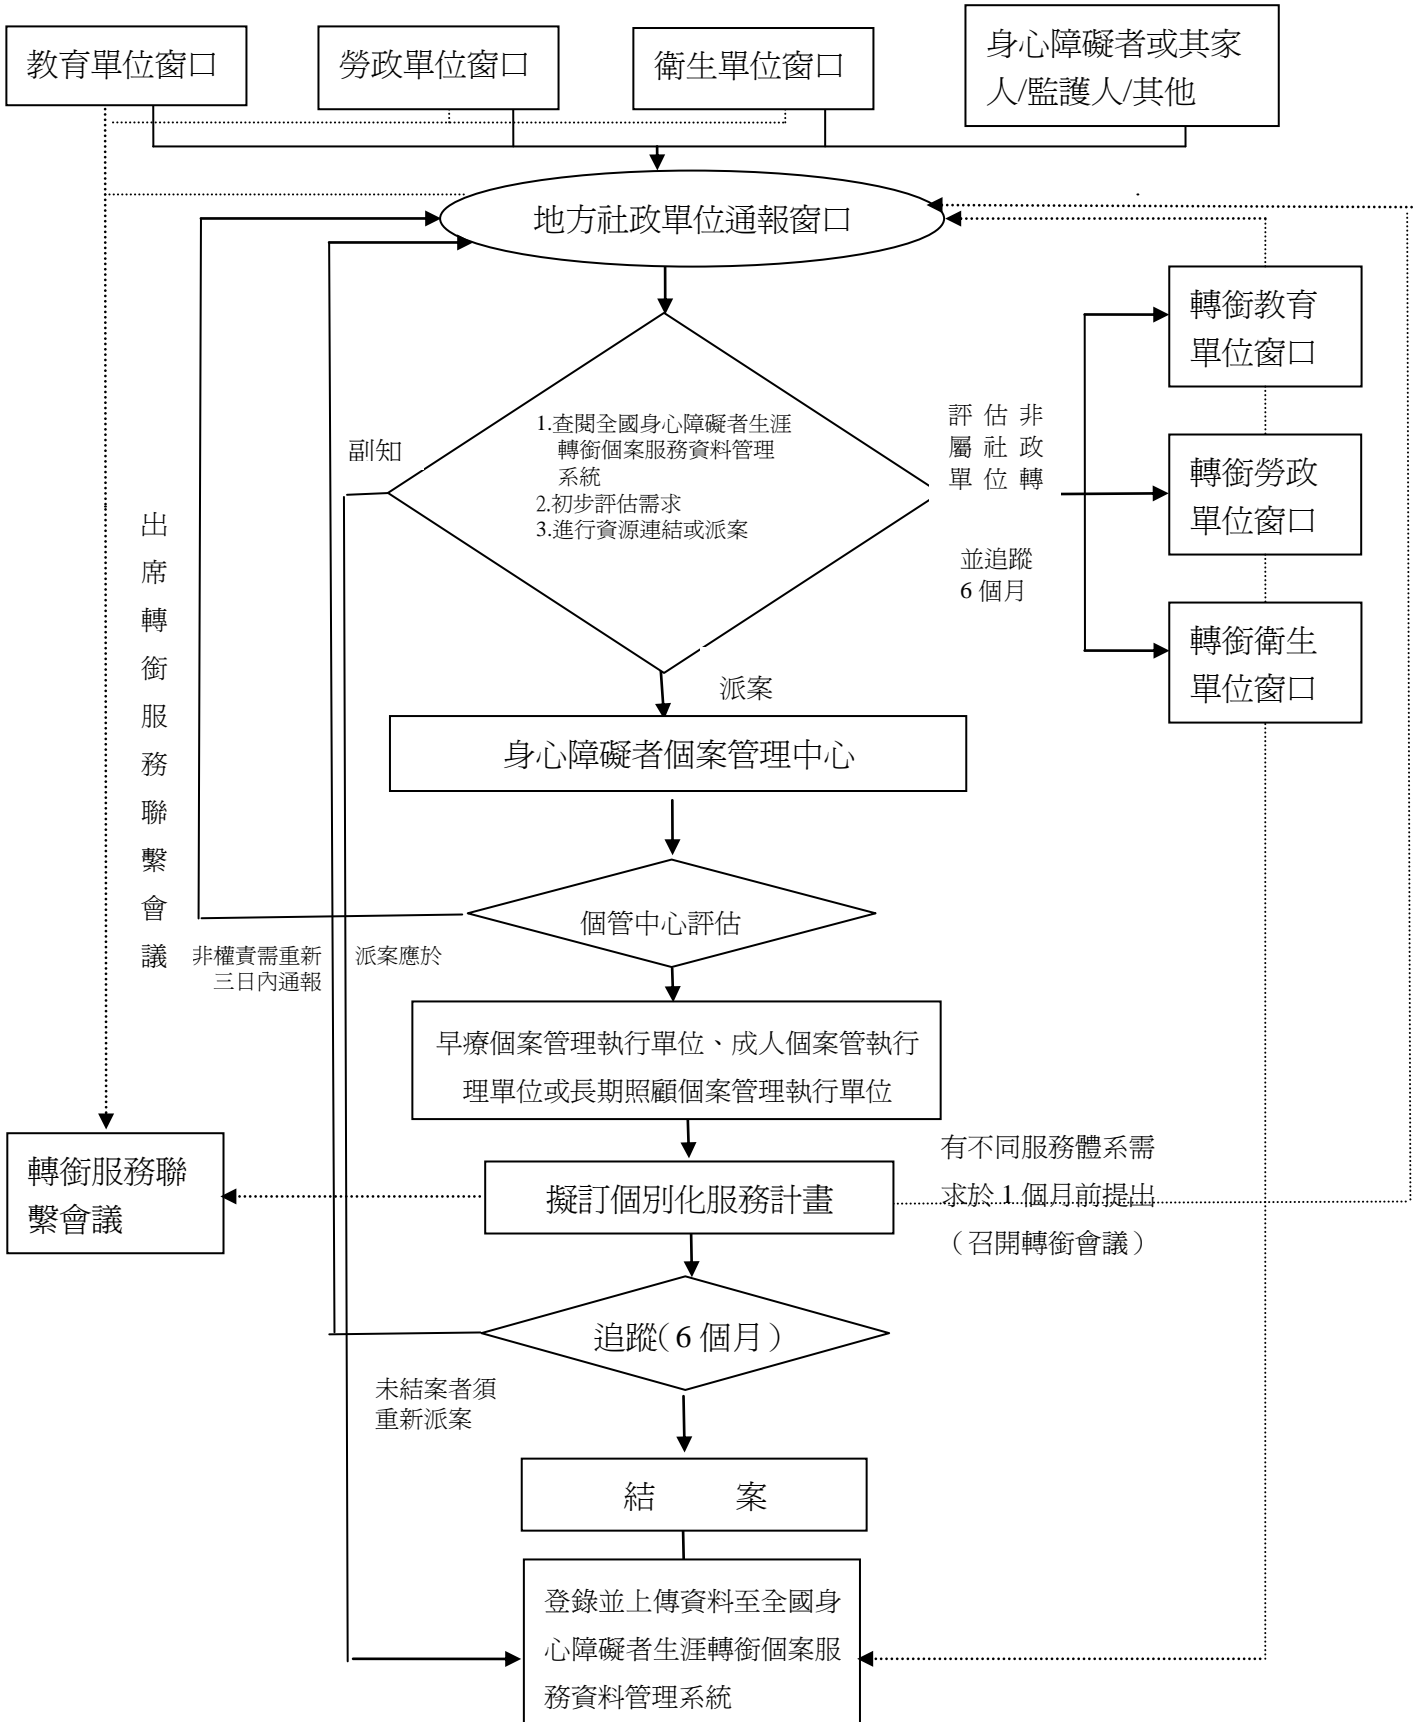 教育單位窗口
勞政單位窗口
衛生單位窗口
身心障礙者或其家
人/監護人/其他
地方社政單位通報窗口
轉銜教育
單位窗口
副知
1.查閱全國身心障礙者生涯
轉銜個案服務資料管理
系統
2.初步評估需求
3.進行資源連結或派案
評估非
屬社政
單位轉
並追蹤
6 個月
轉銜勞政
單位窗口
轉銜衛生
單位窗口
出席轉銜服務聯繫會議
派案
身心障礙者個案管理中心
個管中心評估
非權責需重新
三日內通報
派案應於
早療個案管理執行單位、成人個案管執行
理單位或長期照顧個案管理執行單位
轉銜服務聯
繫會議
擬訂個別化服務計畫
有不同服務體系需
求於 1 個月前提出
（召開轉銜會議）
追蹤(6 個月）
未結案者須
重新派案
結 案
登錄並上傳資料至全國身
心障礙者生涯轉銜個案服
務資料管理系統